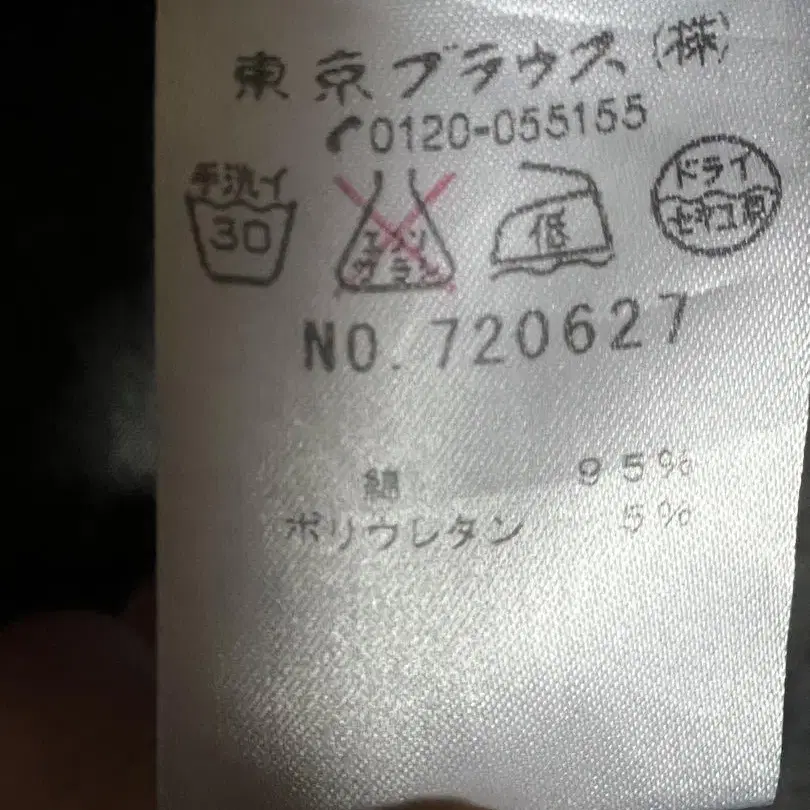 東京ブラウス(株)
0120-055155
手洗イ
30
エンソ
サラシ
低
ドライ
セキユ系
NO.720627
綿 95%
ポリウレタン 5%